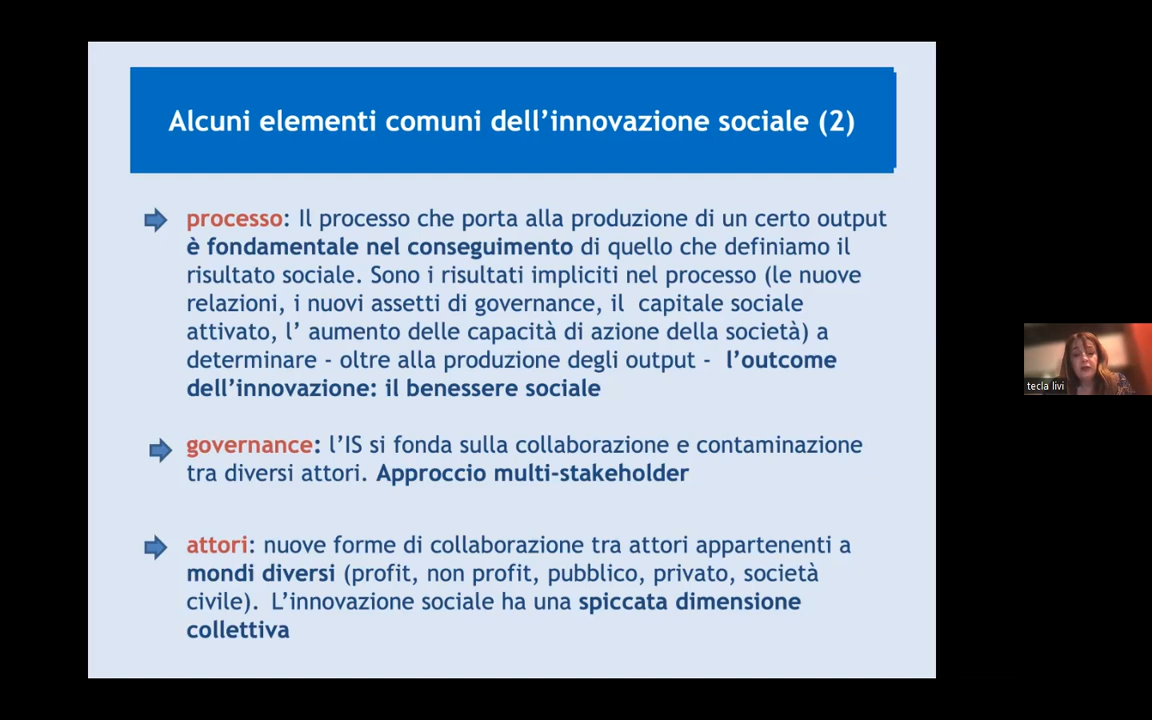 Alcuni elementi comuni dell’innovazione sociale (2)
processo: Il processo che porta alla produzione di un certo output
è fondamentale nel conseguimento di quello che definiamo il
risultato sociale. Sono i risultati impliciti nel processo (le nuove
relazioni, i nuovi assetti di governance, il  capitale sociale
attivato, l’ aumento delle capacità di azione della società) a
determinare - oltre alla produzione degli output -  l’outcome
dell’innovazione: il benessere sociale
governance: l’IS si fonda sulla collaborazione e contaminazione
tra diversi attori. Approccio multi-stakeholder
attori: nuove forme di collaborazione tra attori appartenenti a
mondi diversi (profit, non profit, pubblico, privato, società
civile).  L’innovazione sociale ha una spiccata dimensione
collettiva
tecla livi